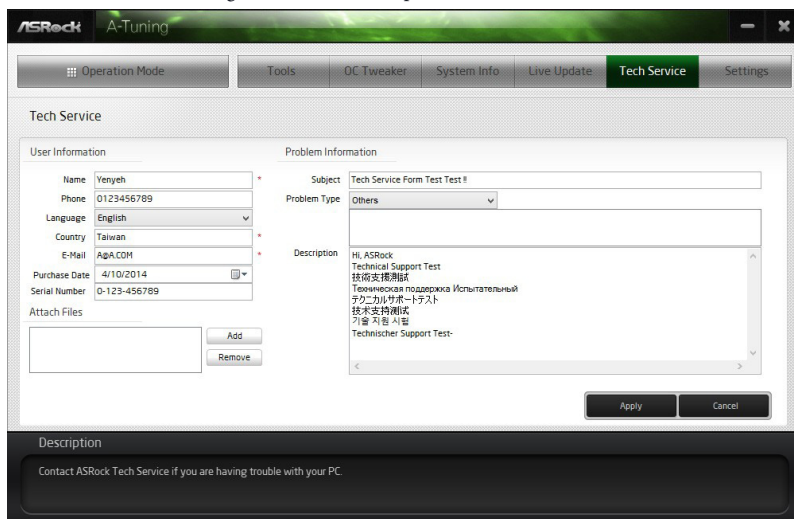 ASRock A-Tuning
Operation Mode Tools OC Tweaker System Info Live Update Tech Service Settings
Tech Service
User Information Problem Information
Name Yenyeh * Subject Tech Service Form Test Test !!
Phone 0123456789 Problem Type Others
Language English
Country Taiwan *
E-Mail A@A.COM * Description Hi, ASRock
Purchase Date 4/10/2014 Technical Support Test
Serial Number 0-123-456789 技術支援測試
Техническая поддержка Испытательный
テクニカルサポートテスト
技术支持测试
기술 지원 시험
Technischer Support Test-
Attach Files
Add
Remove
Apply Cancel
Description
Contact ASRock Tech Service if you are having trouble with your PC.